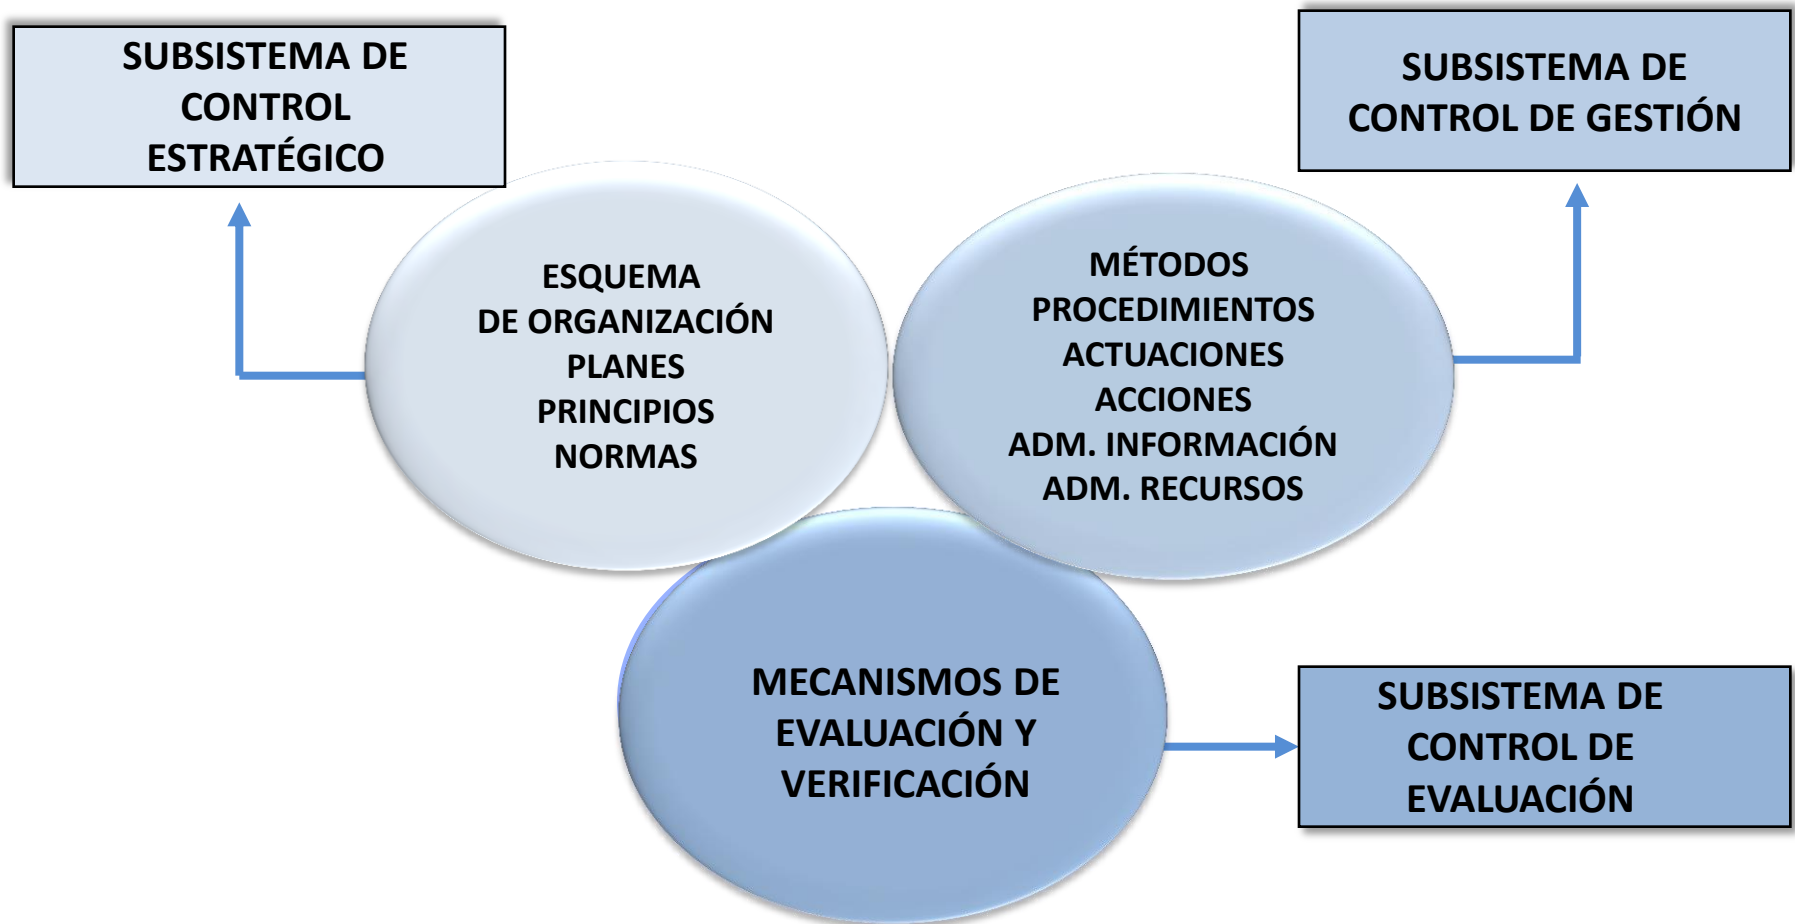 SUBSISTEMA DE
CONTROL
ESTRATÉGICO
SUBSISTEMA DE
CONTROL DE GESTIÓN
ESQUEMA
DE ORGANIZACIÓN
PLANES
PRINCIPIOS
NORMAS
MÉTODOS
PROCEDIMIENTOS
ACTUACIONES
ACCIONES
ADM. INFORMACIÓN
ADM. RECURSOS
MECANISMOS DE
EVALUACIÓN Y
VERIFICACIÓN
SUBSISTEMA DE
CONTROL DE
EVALUACIÓN